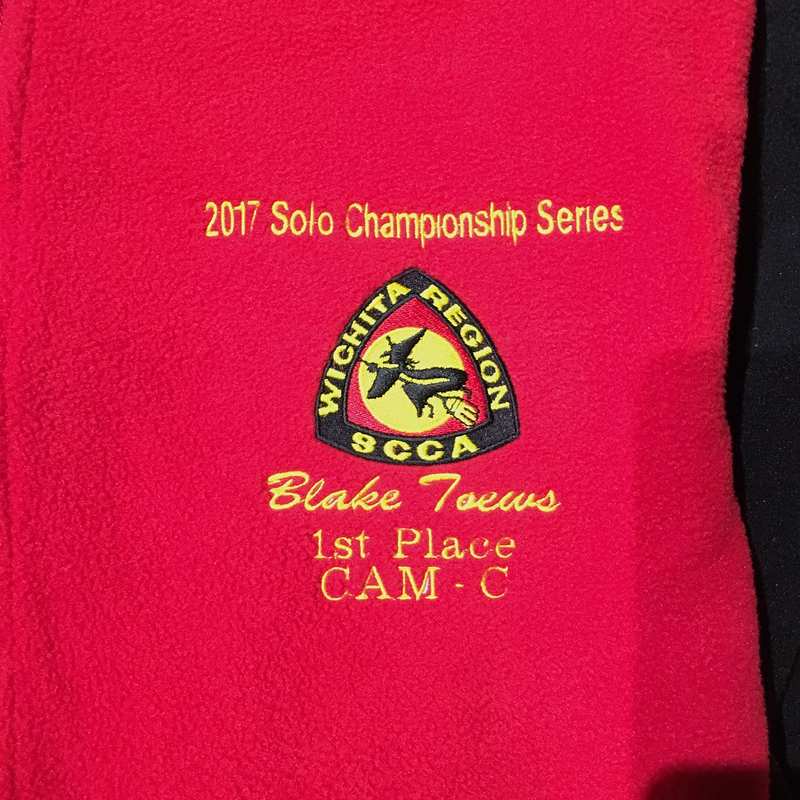 2017 Solo Championship Series
WICHITA REGION
SCCA
Blake Toews
1st Place
CAM - C